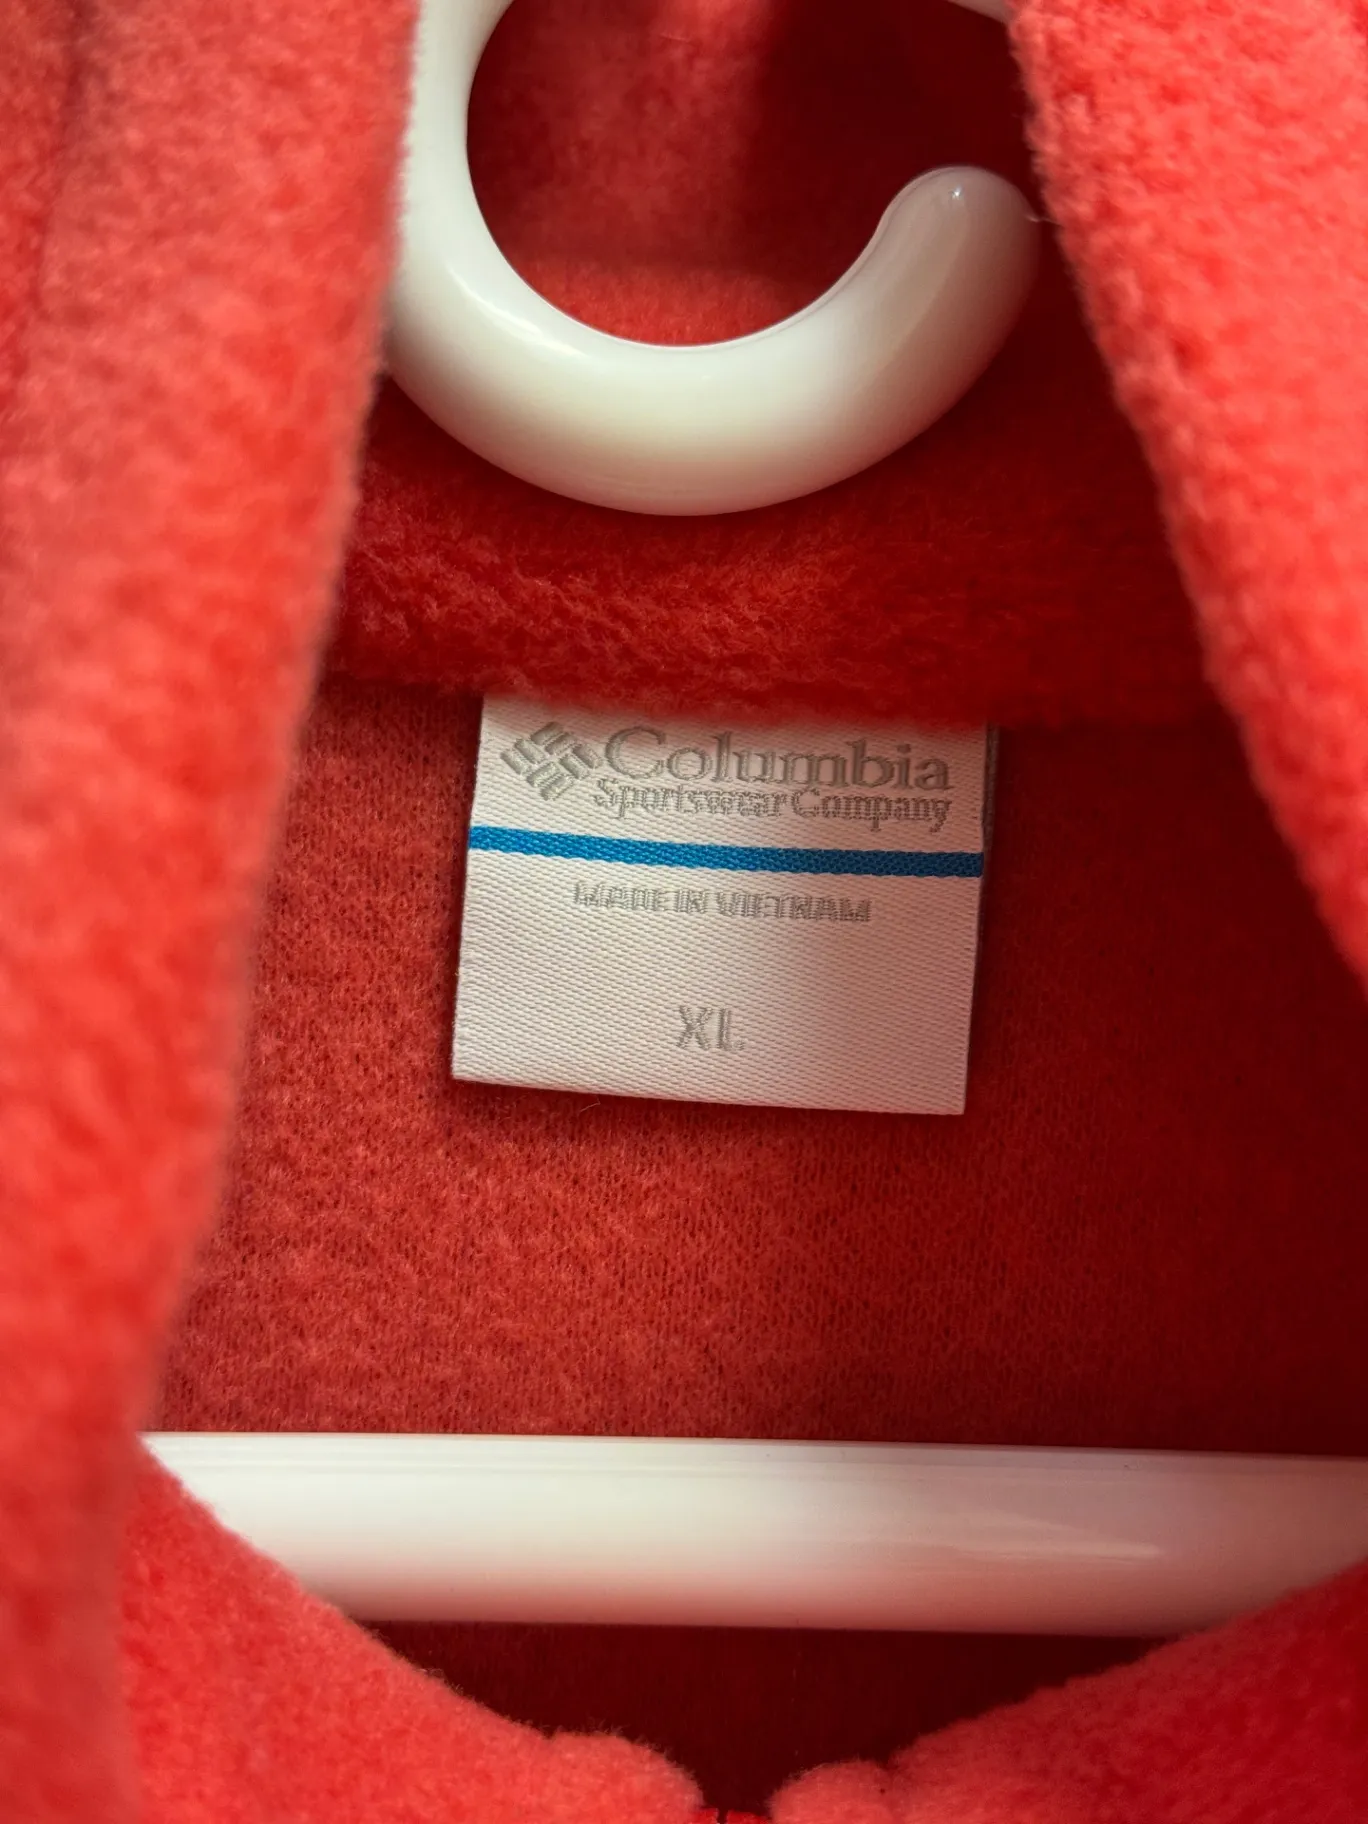 Columbia
Sportswear Company
MADE IN VIETNAM
XL